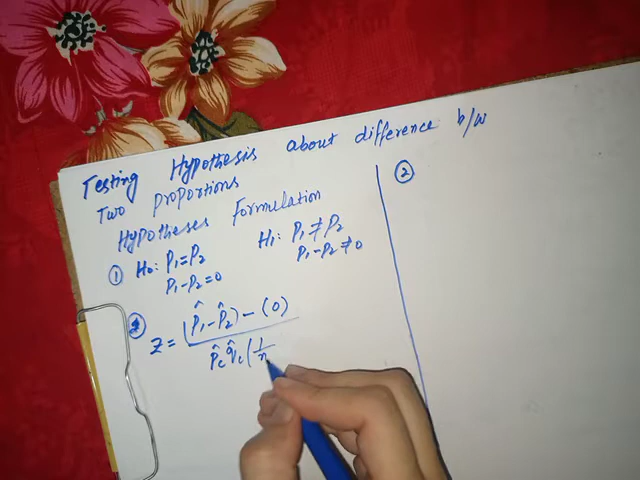 Testing Hypothesis about difference b/w
Two proportions
Hypotheses Formulation
① H₀: P₁=P₂ H₁: P₁≠P₂
P₁-P₂=0 P₁-P₂≠0
Z = (p̂₁-p̂₂)-(0)
p̂c q̂c(1/n
②